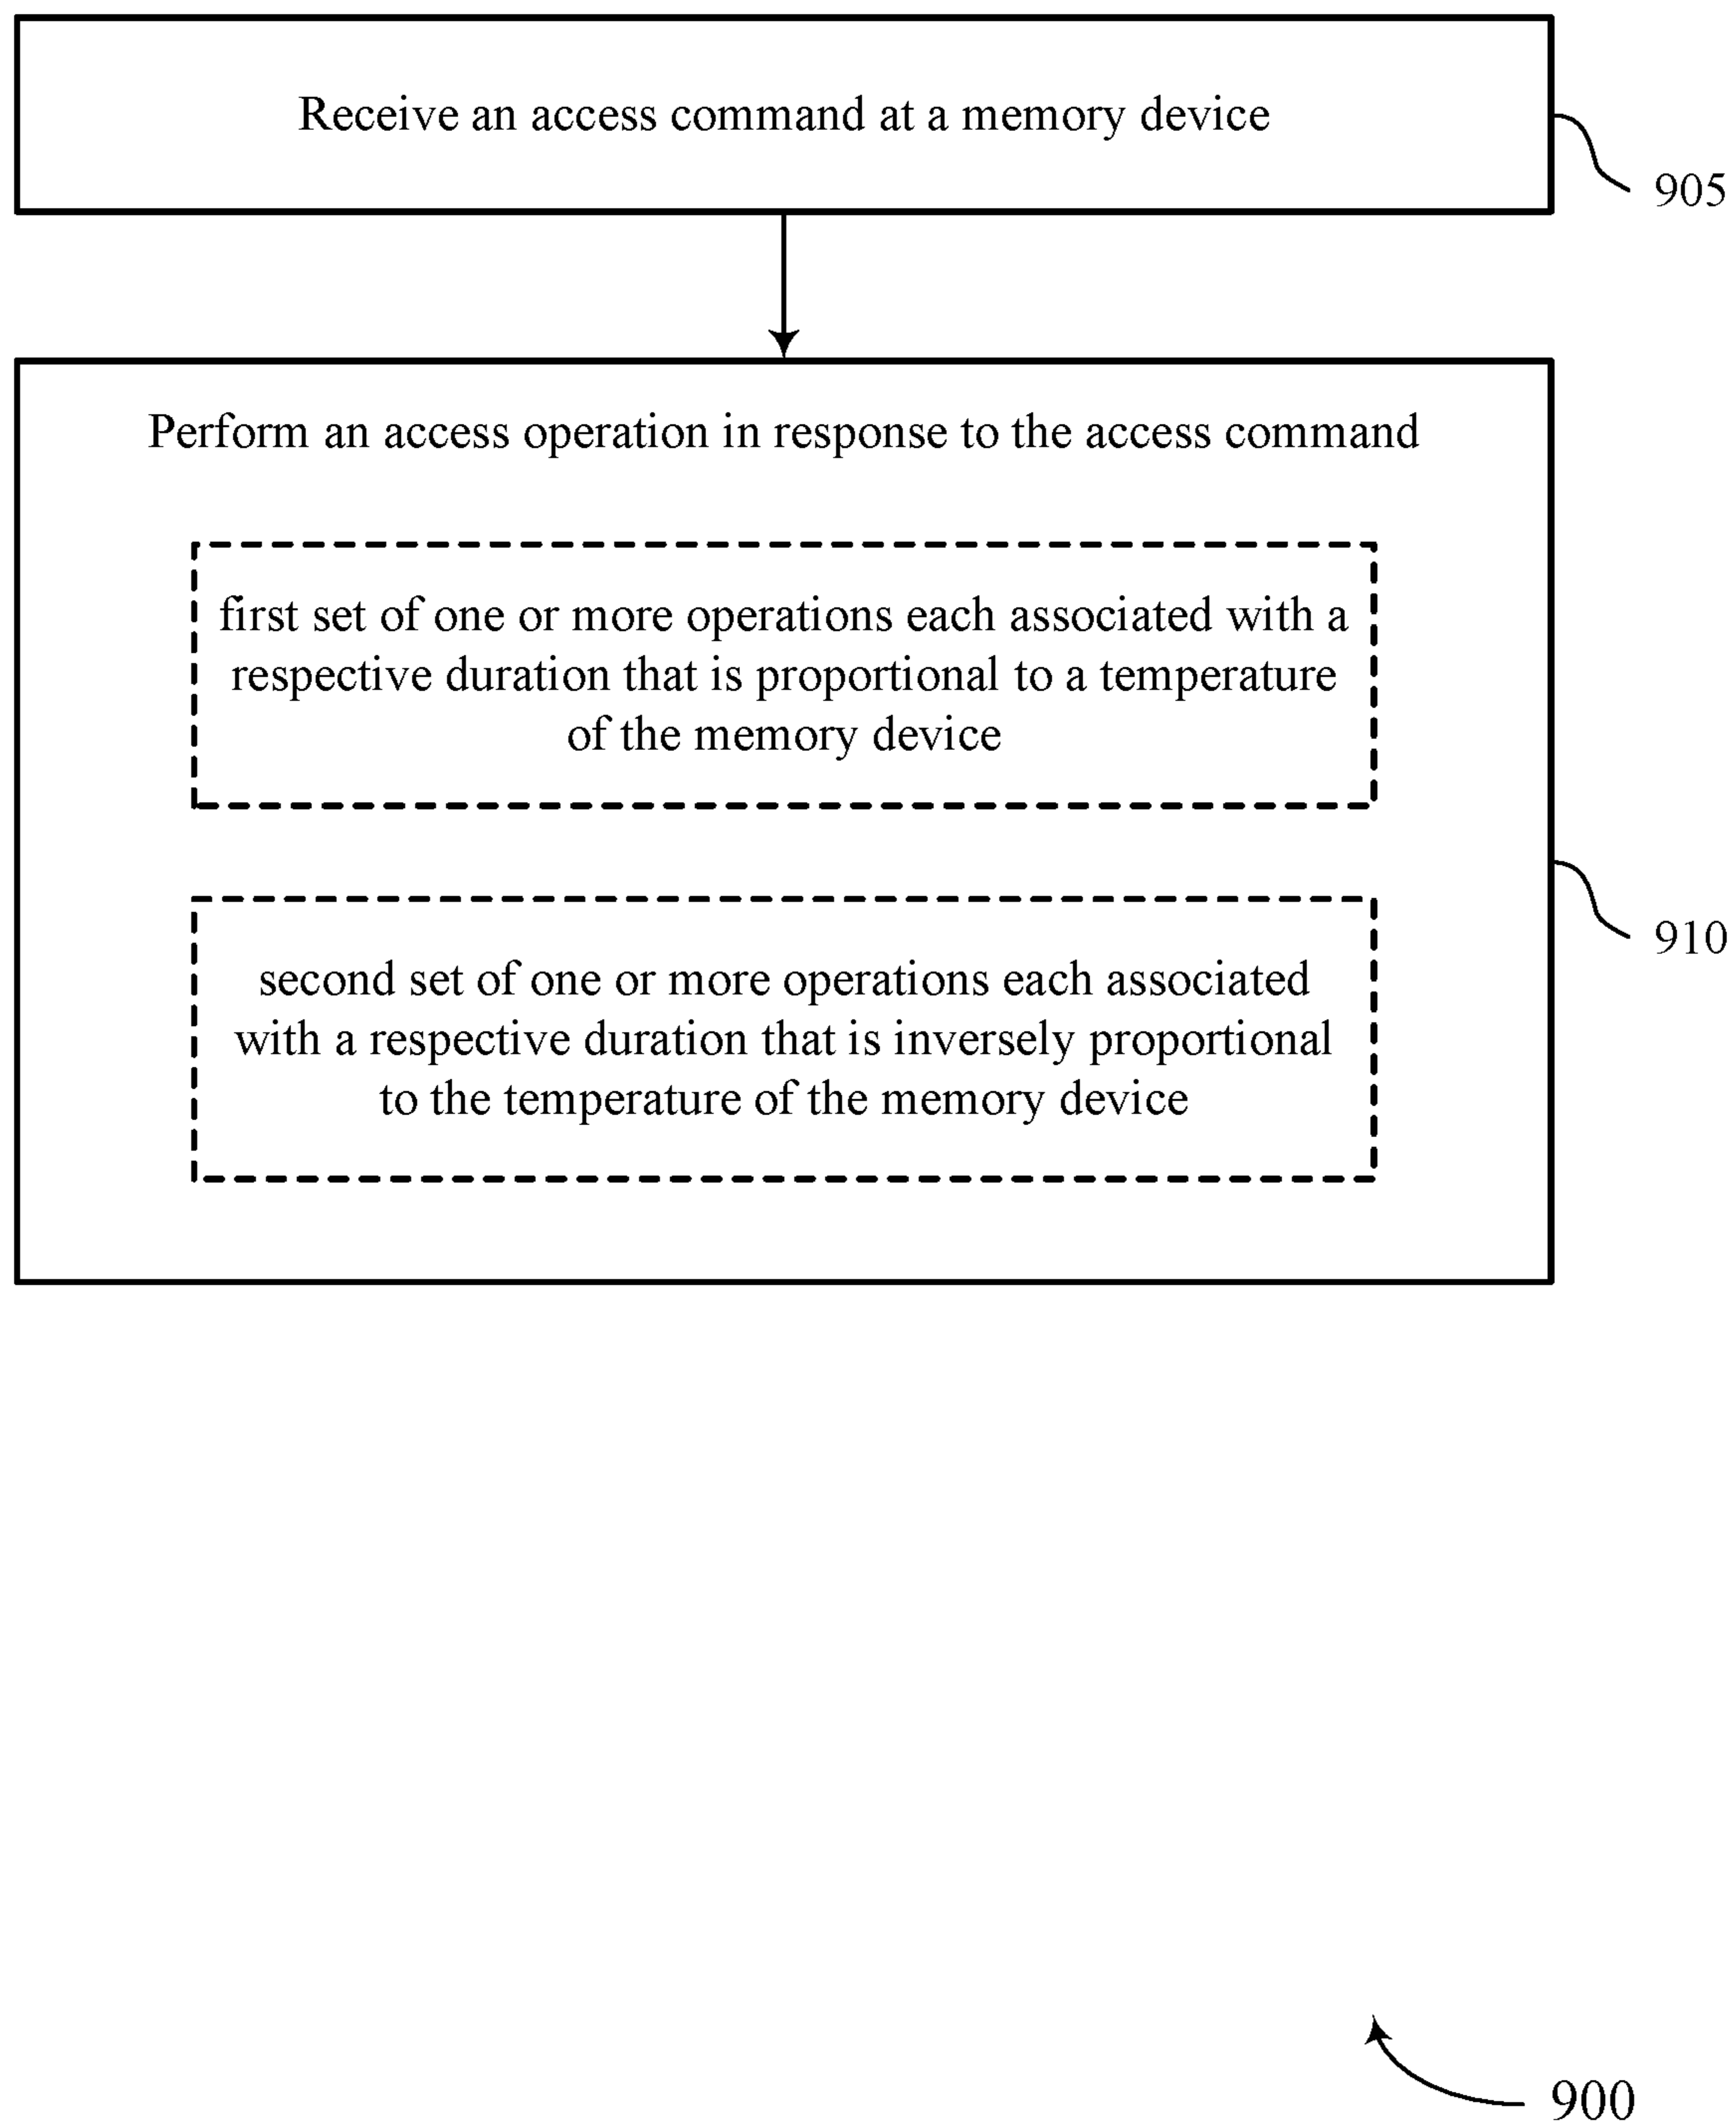 Receive an access command at a memory device
905
Perform an access operation in response to the access command
first set of one or more operations each associated with a
respective duration that is proportional to a temperature
of the memory device
910
second set of one or more operations each associated
with a respective duration that is inversely proportional
to the temperature of the memory device
900